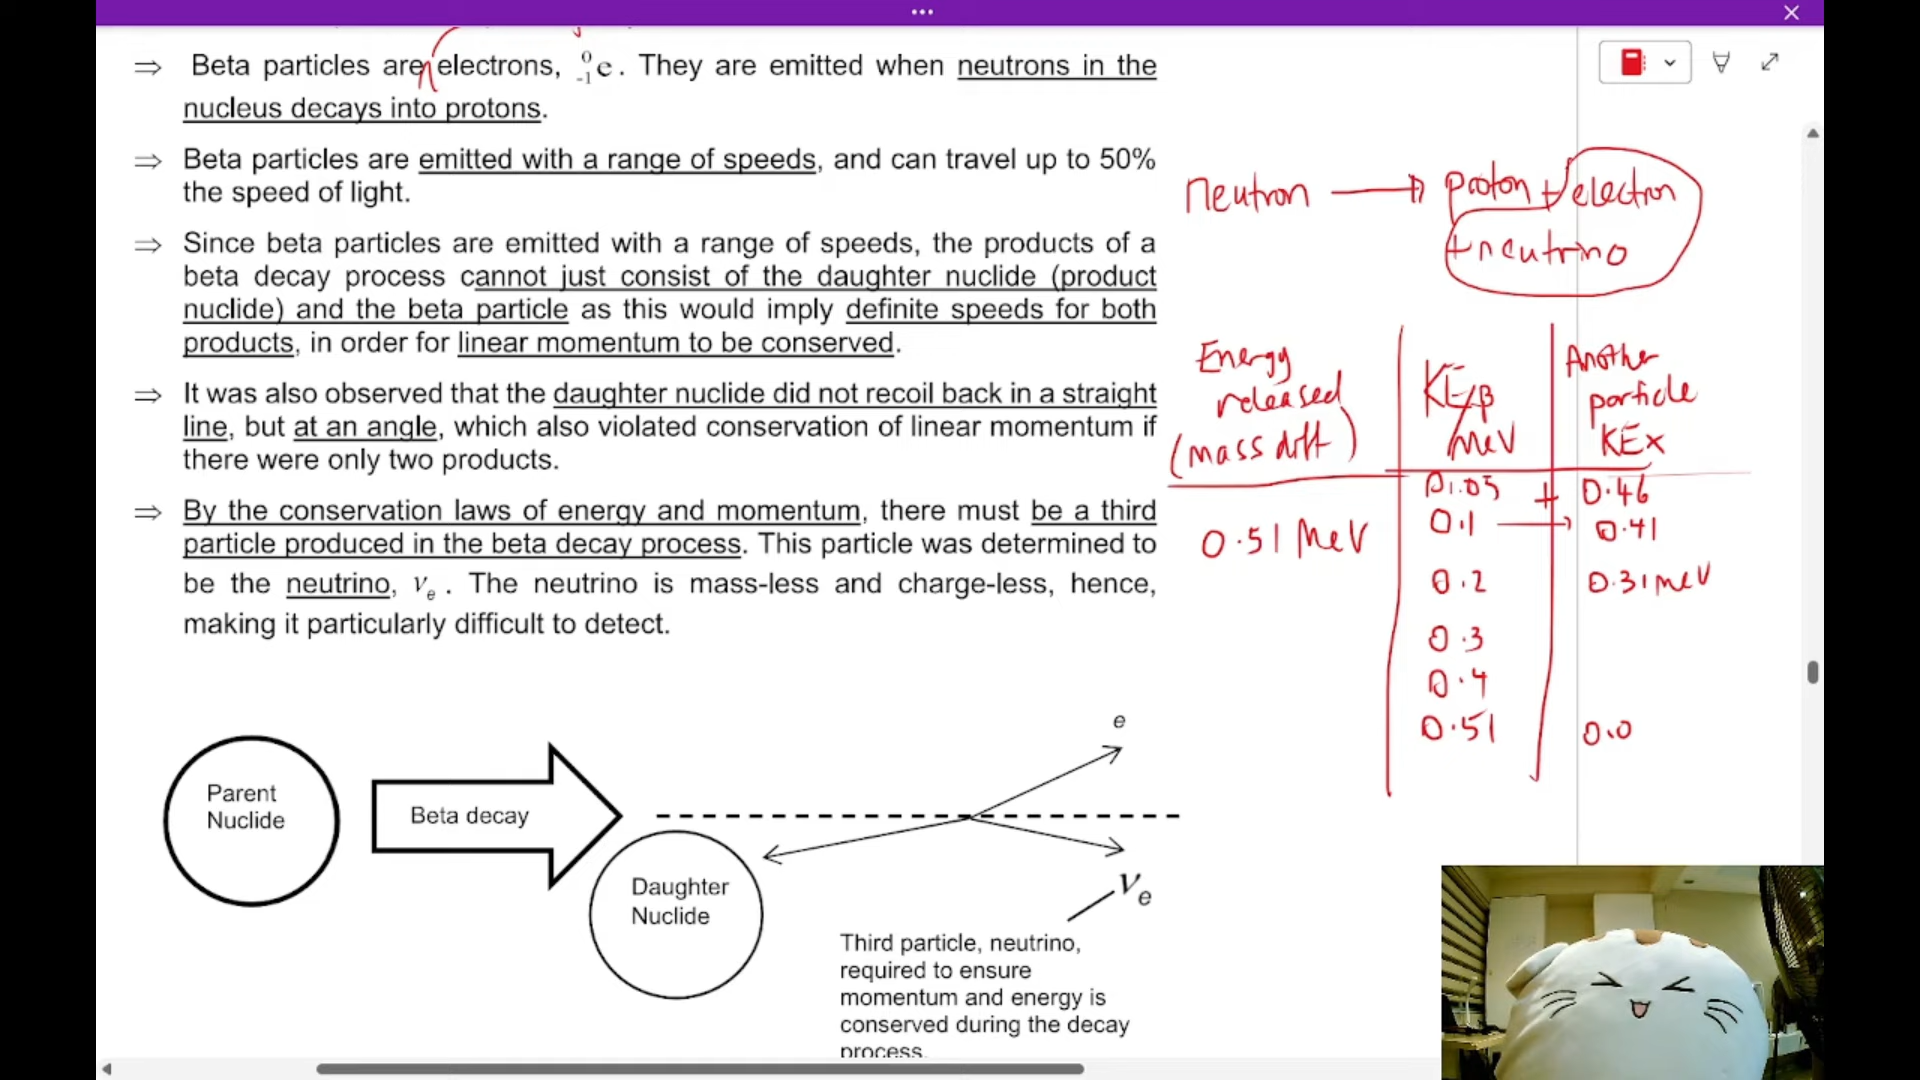 ⇒ Beta particles are electrons, ⁰₋₁e. They are emitted when neutrons in the
nucleus decays into protons.
⇒ Beta particles are emitted with a range of speeds, and can travel up to 50%
the speed of light.
⇒ Since beta particles are emitted with a range of speeds, the products of a
beta decay process cannot just consist of the daughter nuclide (product
nuclide) and the beta particle as this would imply definite speeds for both
products, in order for linear momentum to be conserved.
⇒ It was also observed that the daughter nuclide did not recoil back in a straight
line, but at an angle, which also violated conservation of linear momentum if
there were only two products.
⇒ By the conservation laws of energy and momentum, there must be a third
particle produced in the beta decay process. This particle was determined to
be the neutrino, νₑ. The neutrino is mass-less and charge-less, hence,
making it particularly difficult to detect.
Parent
Nuclide
Beta decay
Daughter
Nuclide
e
νₑ
Third particle, neutrino,
required to ensure
momentum and energy is
conserved during the decay
process.
neutron → proton + electron
+ neutrino
Energy
released
(mass diff)
0.51 MeV
KEβ
/MeV
0.05 +
0.1 →
0.2
0.3
0.4
0.51
Another
particle
KEx
0.46
0.41
0.31 MeV
0.0